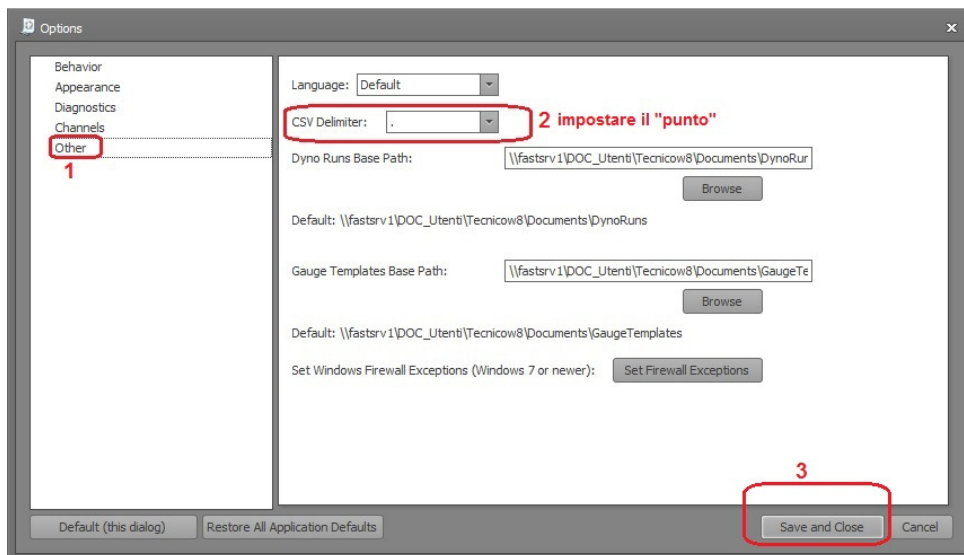 Options
Behavior
Appearance
Diagnostics
Channels
Other
1
Language: Default
CSV Delimiter: .
2 impostare il "punto"
Dyno Runs Base Path: \\fastsrv1\DOC_Utenti\Tecnicow8\Documents\DynoRur
Browse
Default: \\fastsrv1\DOC_Utenti\Tecnicow8\Documents\DynoRuns
Gauge Templates Base Path: \\fastsrv1\DOC_Utenti\Tecnicow8\Documents\GaugeTe
Browse
Default: \\fastsrv1\DOC_Utenti\Tecnicow8\Documents\GaugeTemplates
Set Windows Firewall Exceptions (Windows 7 or newer): Set Firewall Exceptions
3
Default (this dialog) Restore All Application Defaults Save and Close Cancel